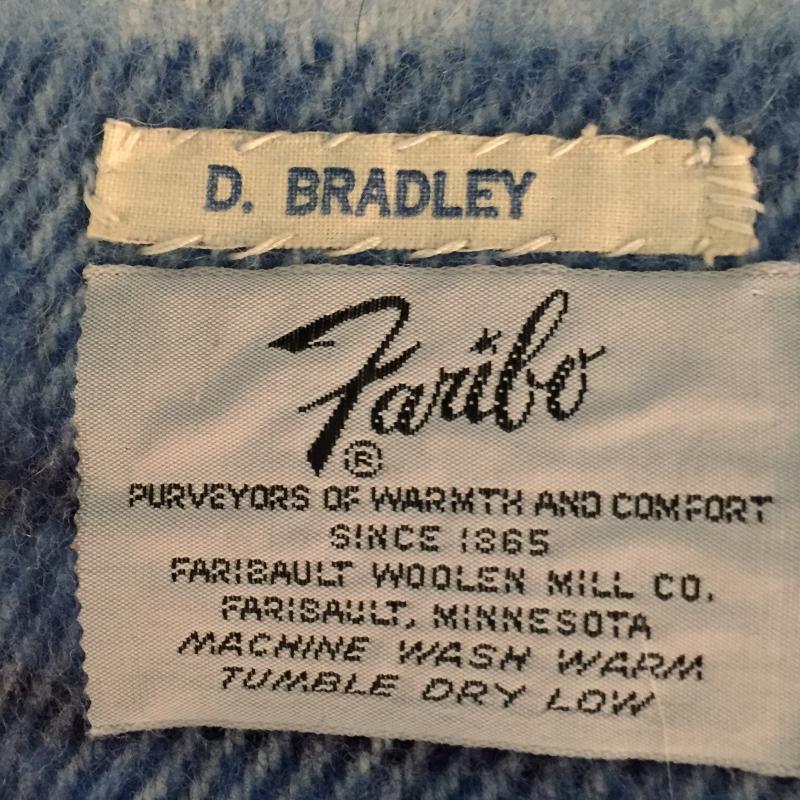 D. BRADLEY
Faribo
®
PURVEYORS OF WARMTH AND COMFORT
SINCE 1865
FARIBAULT WOOLEN MILL CO.
FARIBAULT, MINNESOTA
MACHINE WASH WARM
TUMBLE DRY LOW